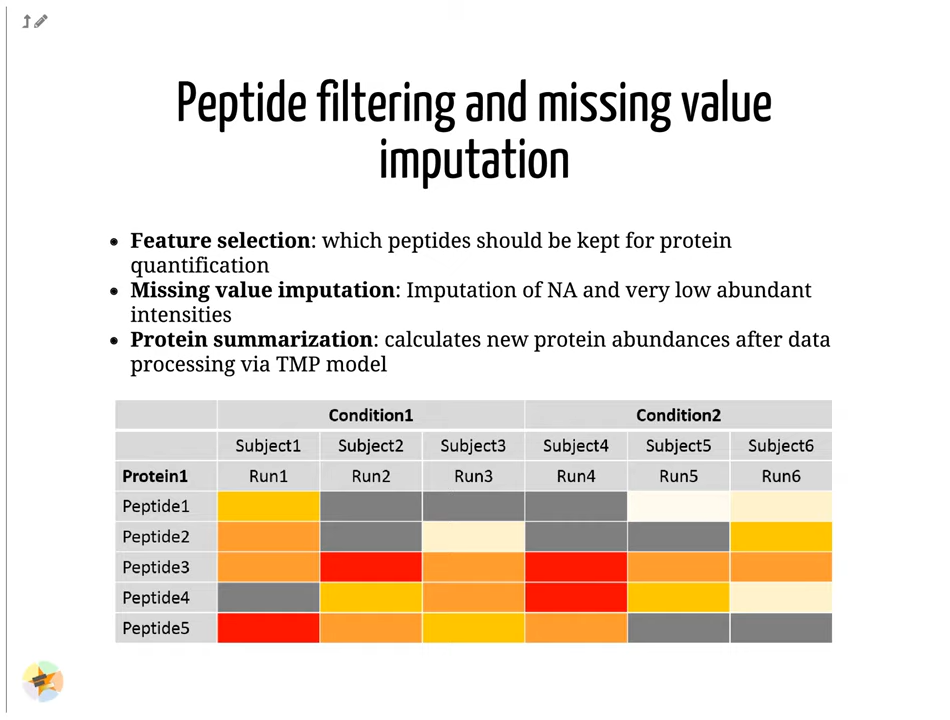 Peptide filtering and missing value
imputation
Feature selection: which peptides should be kept for protein
quantification
Missing value imputation: Imputation of NA and very low abundant
intensities
Protein summarization: calculates new protein abundances after data
processing via TMP model
Condition1 Condition2
Subject1 Subject2 Subject3 Subject4 Subject5 Subject6
Protein1 Run1 Run2 Run3 Run4 Run5 Run6
Peptide1
Peptide2
Peptide3
Peptide4
Peptide5